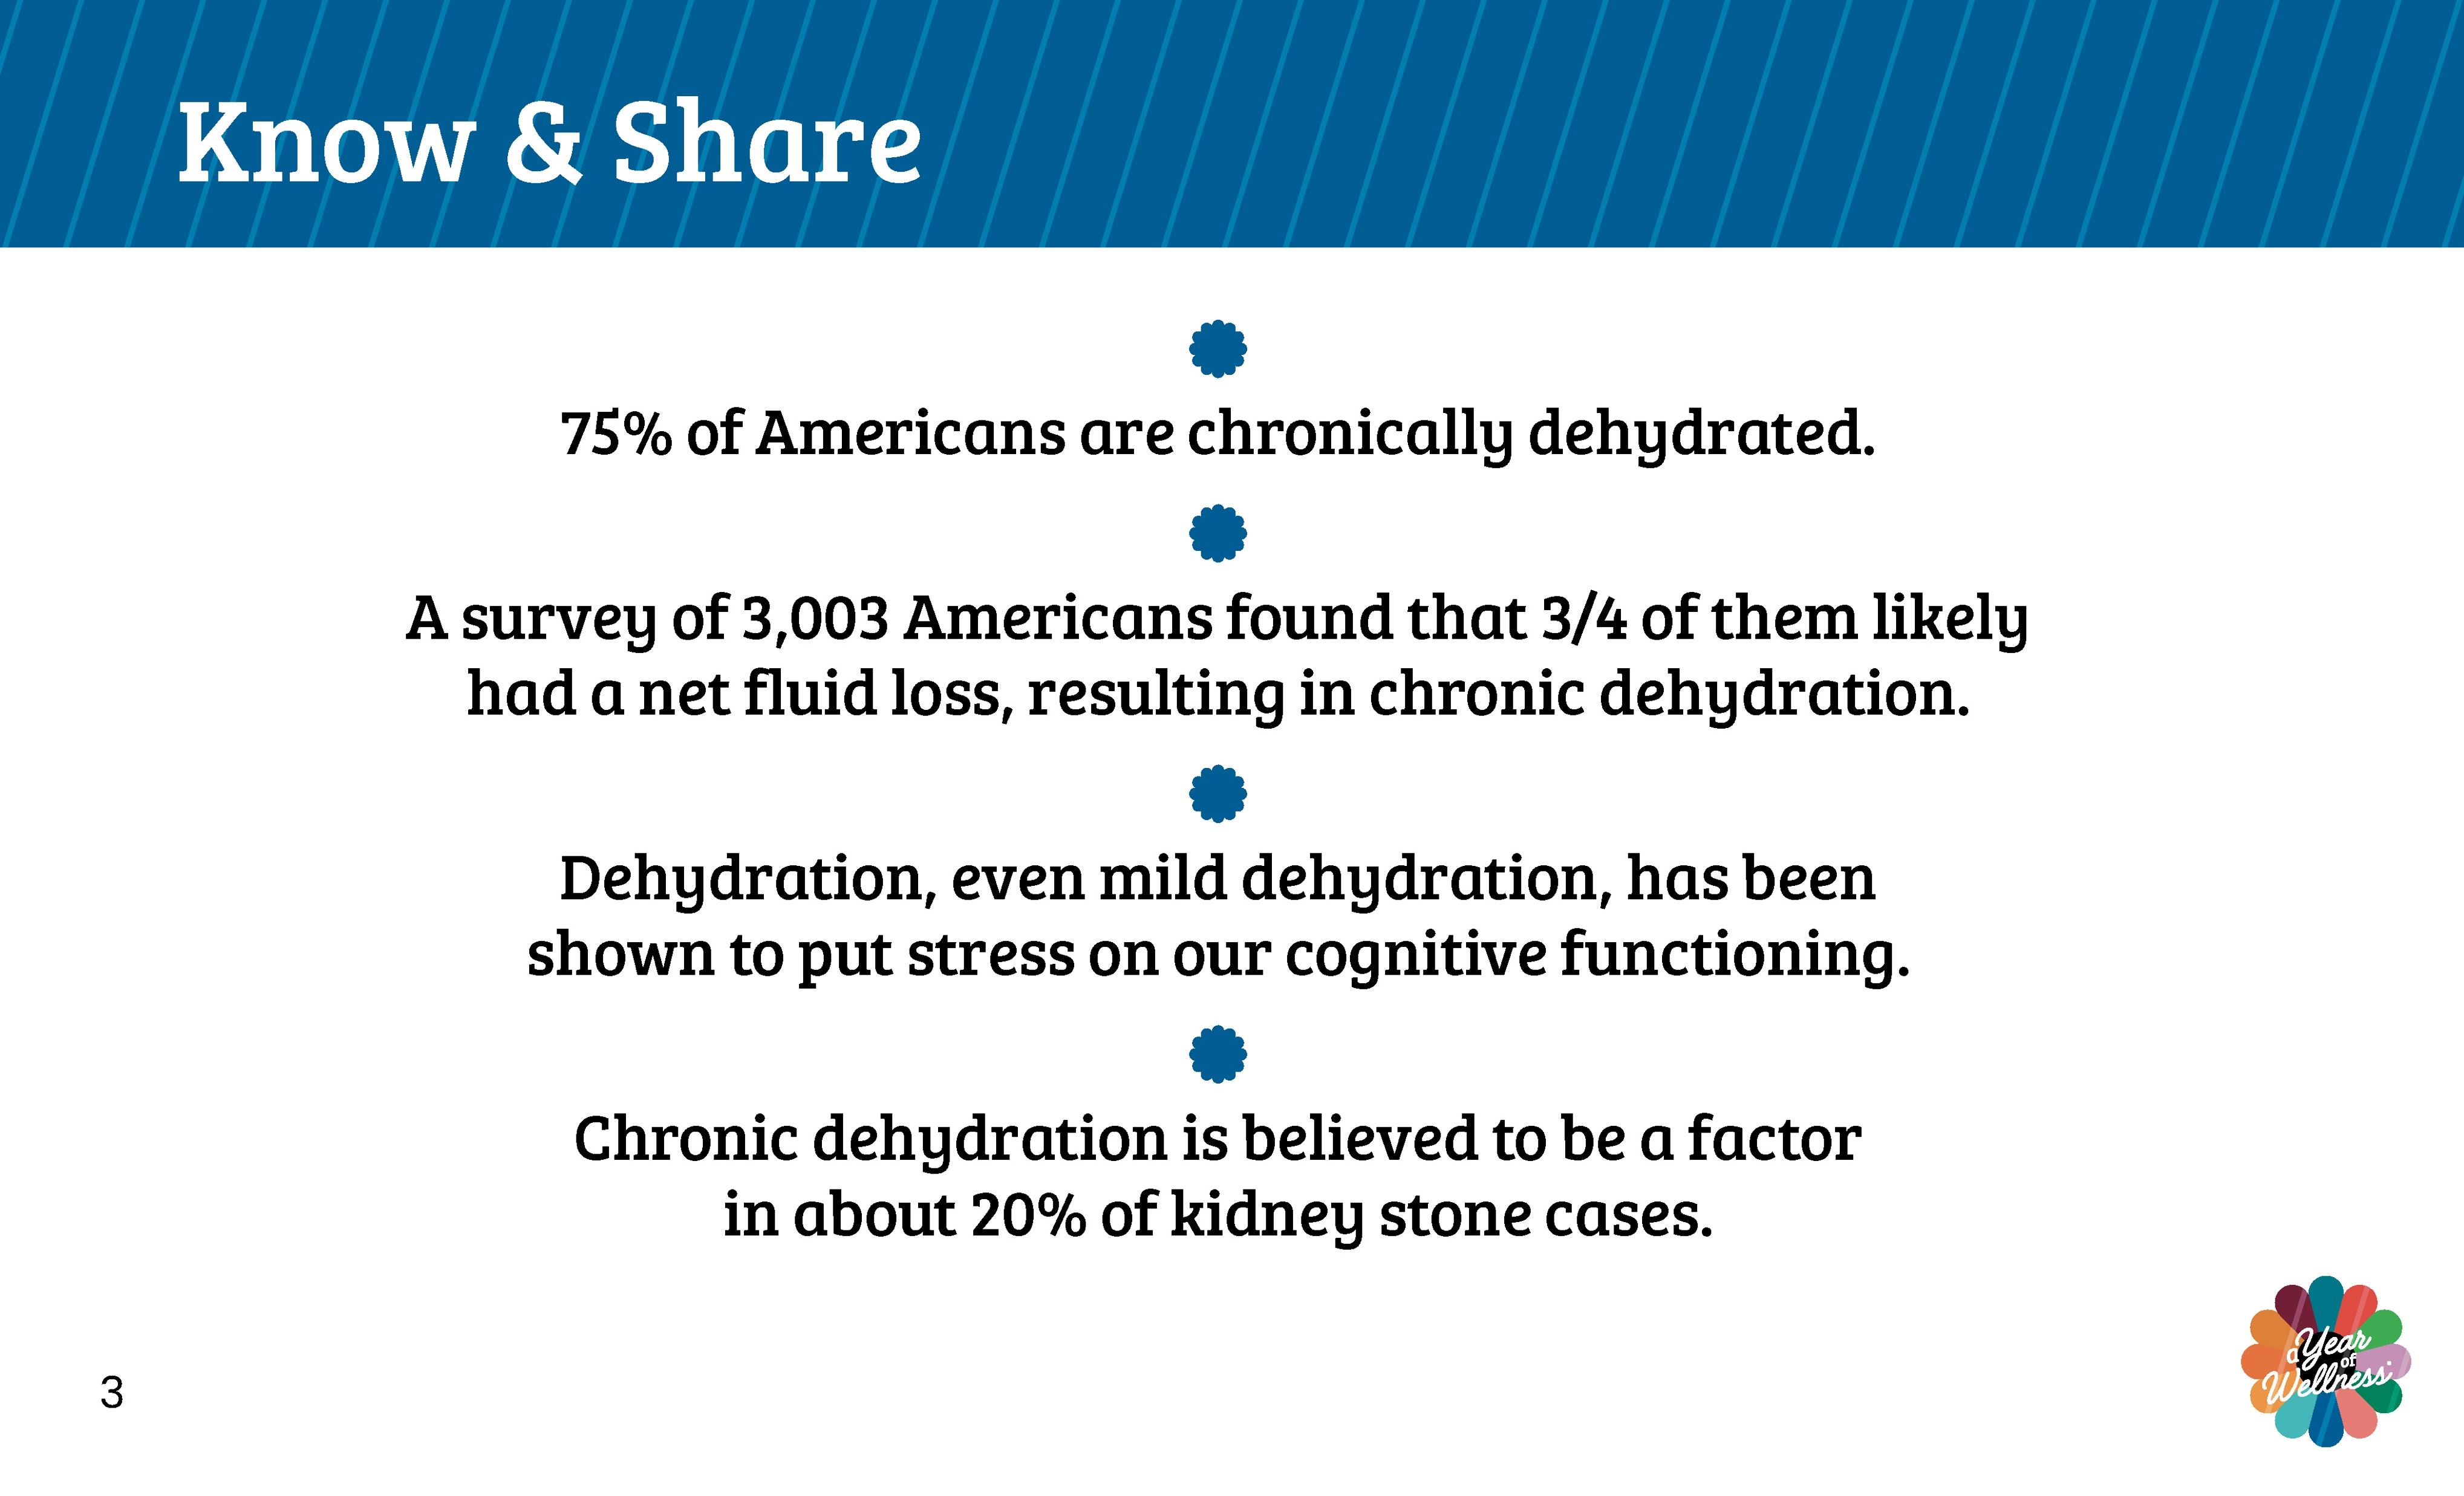 Know & Share
75% of Americans are chronically dehydrated.
A survey of 3,003 Americans found that 3/4 of them likely
had a net fluid loss, resulting in chronic dehydration.
Dehydration, even mild dehydration, has been
shown to put stress on our cognitive functioning.
Chronic dehydration is believed to be a factor
in about 20% of kidney stone cases.
3
a Year
of
Wellness